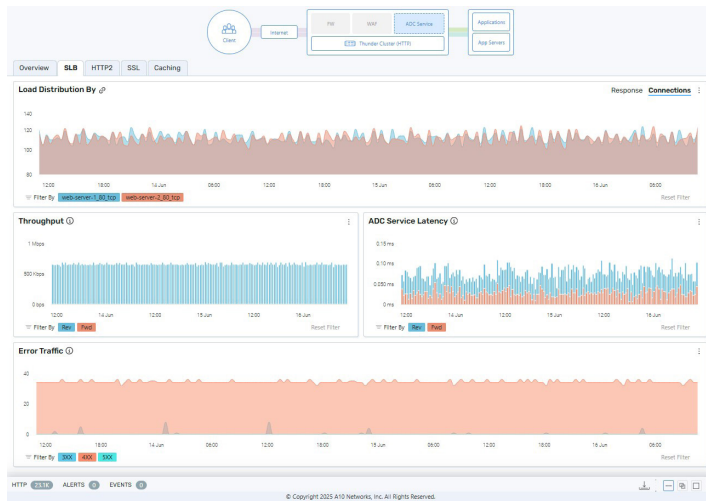 Client
Internet
FW
WAF
ADC Service
Thunder Cluster (HTTP)
Applications
App Servers
Overview SLB HTTP2 SSL Caching
Load Distribution By
Response Connections
140
120
100
80
12:00 18:00 14 Jun 06:00 12:00 18:00 15 Jun 06:00 12:00 18:00 16 Jun 06:00
Filter By web-server-1_80_tcp web-server-2_80_tcp Reset Filter
Throughput
1 Mbps
500 Kbps
0 bps
12:00 14 Jun 12:00 15 Jun 12:00 16 Jun
Filter By Rev Fwd Reset Filter
ADC Service Latency
0.15 ms
0.10 ms
0.050 ms
0 ms
12:00 14 Jun 12:00 15 Jun 12:00 16 Jun
Filter By Rev Fwd Reset Filter
Error Traffic
40
20
0
12:00 18:00 14 Jun 06:00 12:00 18:00 15 Jun 06:00 12:00 18:00 16 Jun 06:00
Filter By 3XX 4XX 5XX Reset Filter
HTTP 23.1K ALERTS 0 EVENTS 0
© Copyright 2025 A10 Networks, Inc. All Rights Reserved.